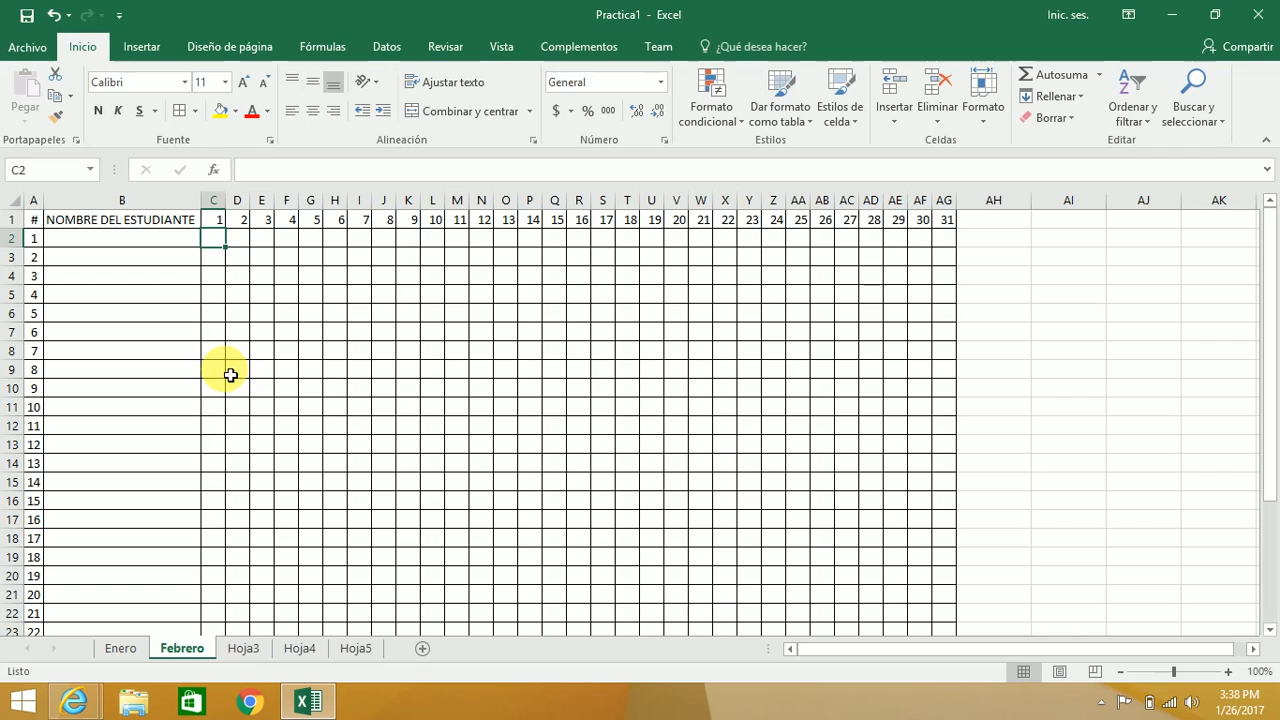 Practica1 - Excel
Inic. ses.
Archivo Inicio Insertar Diseño de página Fórmulas Datos Revisar Vista Complementos Team ¿Qué desea hacer? Compartir
Pegar
Calibri 11
N K S
Ajustar texto
Combinar y centrar
General
$ % 000
Formato condicional
Dar formato como tabla
Estilos de celda
Insertar Eliminar Formato
Autosuma
Rellenar
Borrar
Ordenar y filtrar
Buscar y seleccionar
Portapapeles Fuente Alineación Número Estilos Celdas Editar
C2 fx
A B C D E F G H I J K L M N O P Q R S T U V W X Y Z AA AB AC AD AE AF AG AH AI AJ AK
1 # NOMBRE DEL ESTUDIANTE 1 2 3 4 5 6 7 8 9 10 11 12 13 14 15 16 17 18 19 20 21 22 23 24 25 26 27 28 29 30 31
2 1
3 2
4 3
5 4
6 5
7 6
8 7
9 8
10 9
11 10
12 11
13 12
14 13
15 14
16 15
17 16
18 17
19 18
20 19
21 20
22 21
23 22
Enero Febrero Hoja3 Hoja4 Hoja5
Listo
100%
3:38 PM
1/26/2017